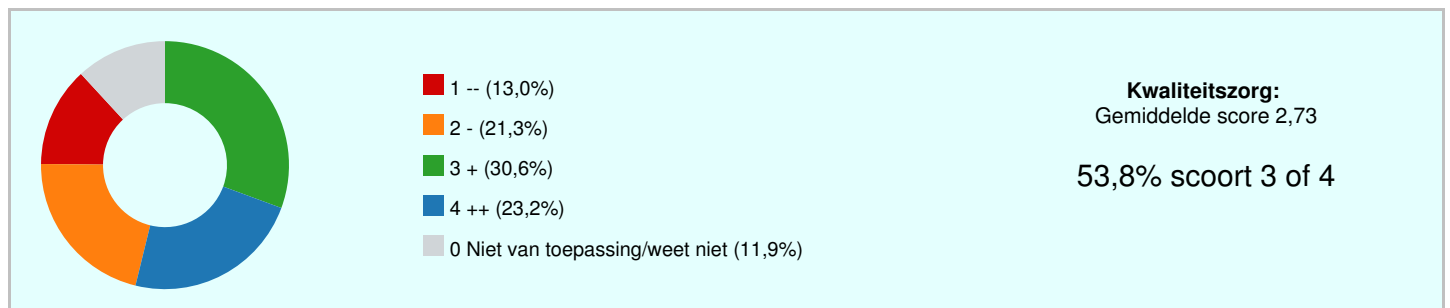 1 -- (13,0%)
2 - (21,3%)
3 + (30,6%)
4 ++ (23,2%)
0 Niet van toepassing/weet niet (11,9%)
Kwaliteitszorg:
Gemiddelde score 2,73
53,8% scoort 3 of 4